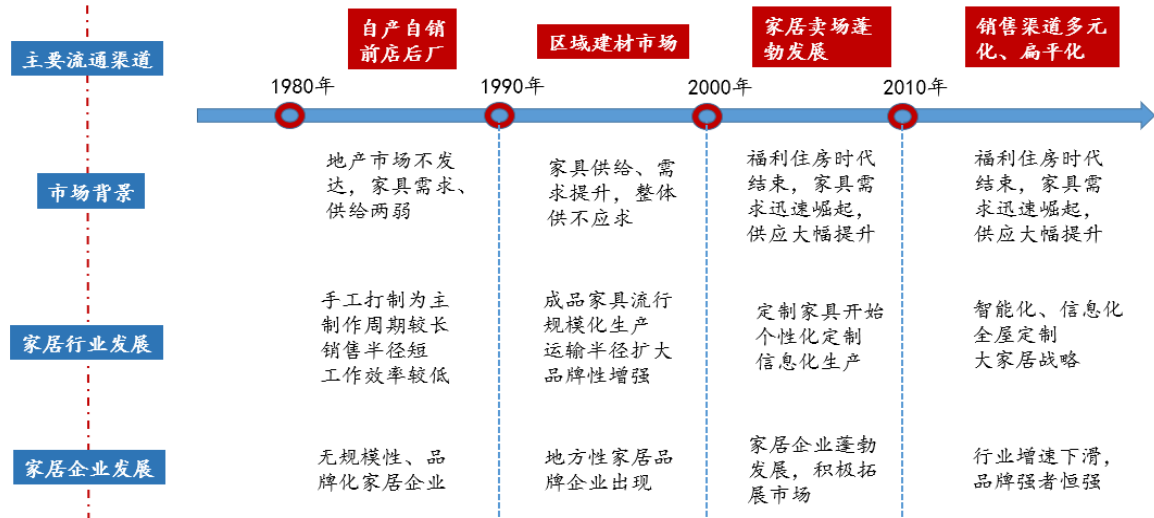 主要流通渠道
自产自销
前店后厂
区域建材市场
家居卖场蓬
勃发展
销售渠道多元
化、扁平化
1980年
1990年
2000年
2010年
市场背景
地产市场不发
达，家具需求、
供给两弱
家具供给、需
求提升，整体
供不应求
福利住房时代
结束，家具需
求迅速崛起，
供应大幅提升
福利住房时代
结束，家具需
求迅速崛起，
供应大幅提升
家居行业发展
手工打制为主
制作周期较长
销售半径短
工作效率较低
成品家具流行
规模化生产
运输半径扩大
品牌性增强
定制家具开始
个性化定制
信息化生产
智能化、信息化
全屋定制
大家居战略
家居企业发展
无规模性、品
牌化家居企业
地方性家居品
牌企业出现
家居企业蓬勃
发展，积极拓
展市场
行业增速下滑，
品牌强者恒强